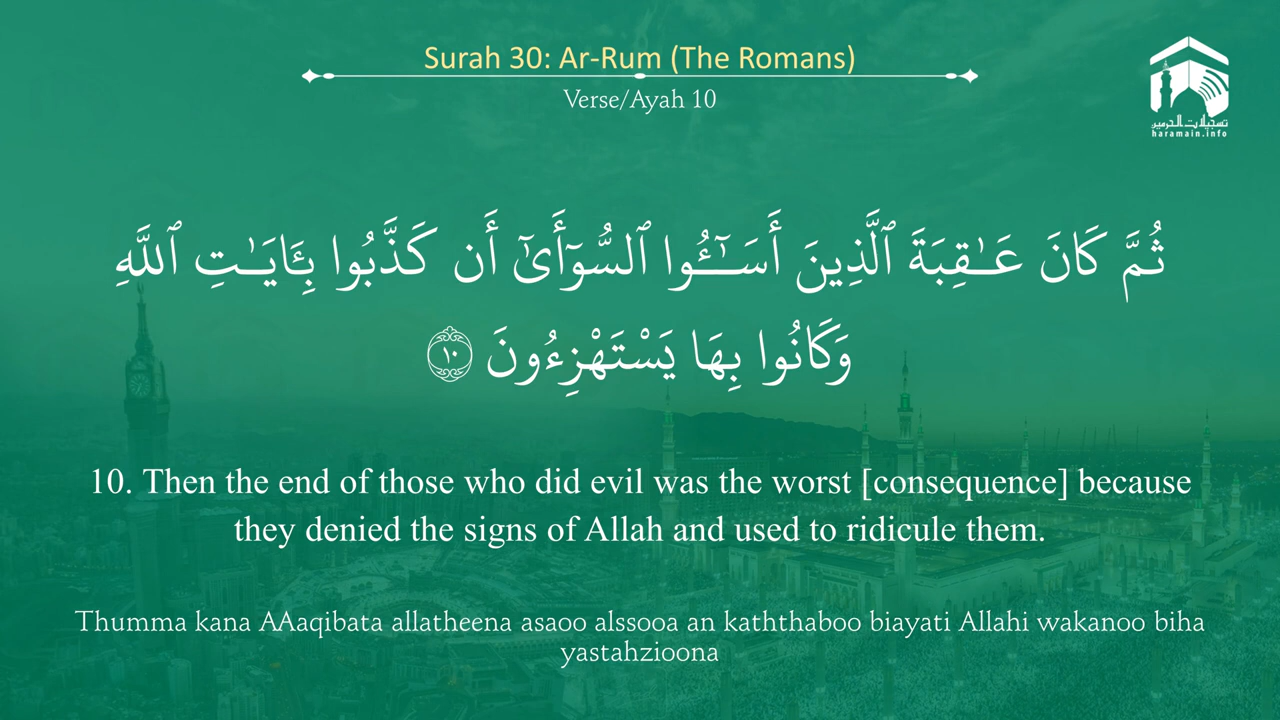 Surah 30: Ar-Rum (The Romans)
Verse/Ayah 10
تسجيلات الحرمين
haramain.info
ثُمَّ كَانَ عَـٰقِبَةَ ٱلَّذِينَ أَسَـٰٓـُٔوا ٱلسُّوٓأَىٰٓ أَن كَذَّبُوا بِـَٔايَـٰتِ ٱللَّهِ
وَكَانُوا بِهَا يَسْتَهْزِءُونَ ١٠
10. Then the end of those who did evil was the worst [consequence] because
they denied the signs of Allah and used to ridicule them.
Thumma kana AAaqibata allatheena asaoo alssooa an kaththaboo biayati Allahi wakanoo biha
yastahzioona